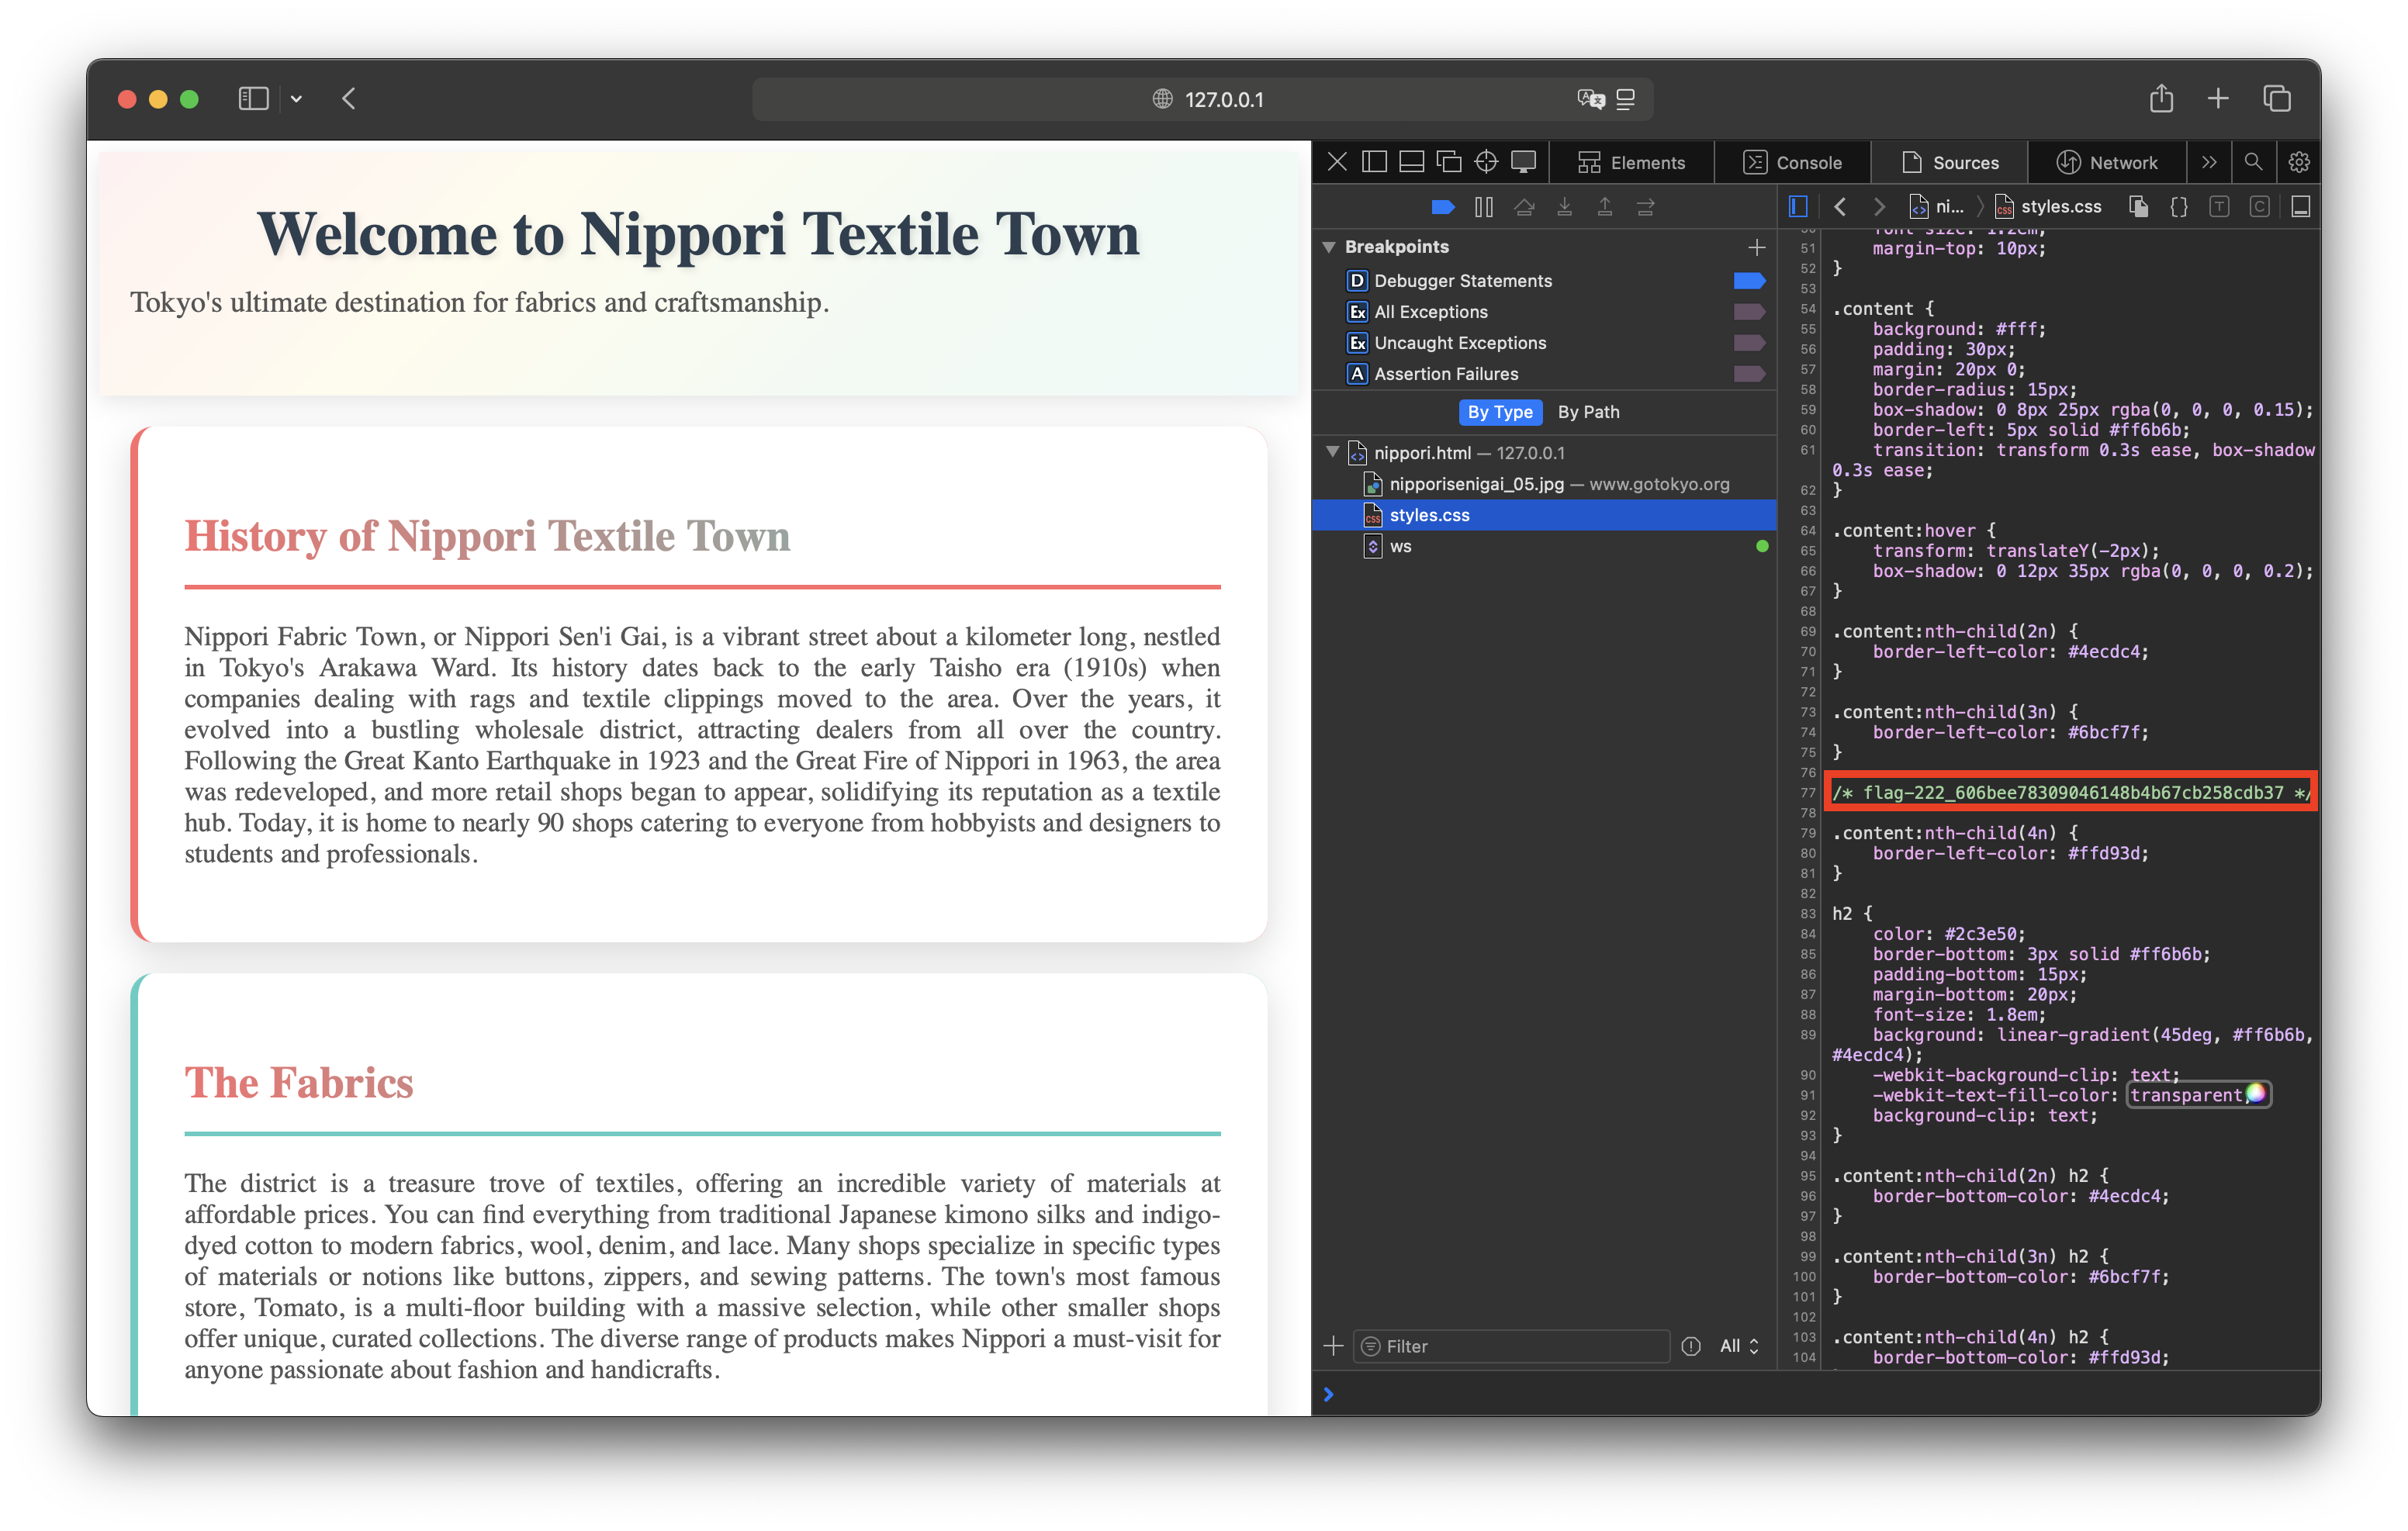 127.0.0.1
Welcome to Nippori Textile Town
Tokyo's ultimate destination for fabrics and craftsmanship.
History of Nippori Textile Town
Nippori Fabric Town, or Nippori Sen'i Gai, is a vibrant street about a kilometer long, nestled
in Tokyo's Arakawa Ward. Its history dates back to the early Taisho era (1910s) when
companies dealing with rags and textile clippings moved to the area. Over the years, it
evolved into a bustling wholesale district, attracting dealers from all over the country.
Following the Great Kanto Earthquake in 1923 and the Great Fire of Nippori in 1963, the area
was redeveloped, and more retail shops began to appear, solidifying its reputation as a textile
hub. Today, it is home to nearly 90 shops catering to everyone from hobbyists and designers to
students and professionals.
The Fabrics
The district is a treasure trove of textiles, offering an incredible variety of materials at
affordable prices. You can find everything from traditional Japanese kimono silks and indigo-
dyed cotton to modern fabrics, wool, denim, and lace. Many shops specialize in specific types
of materials or notions like buttons, zippers, and sewing patterns. The town's most famous
store, Tomato, is a multi-floor building with a massive selection, while other smaller shops
offer unique, curated collections. The diverse range of products makes Nippori a must-visit for
anyone passionate about fashion and handicrafts.
Elements Console Sources Network
ni... styles.css
Breakpoints
D Debugger Statements
Ex All Exceptions
Ex Uncaught Exceptions
A Assertion Failures
By Type By Path
nippori.html — 127.0.0.1
nipporisenigai_05.jpg — www.gotokyo.org
css styles.css
ws
Filter All
50 font-size: 1.2em;
51 margin-top: 10px;
52 }
53
54 .content {
55 background: #fff;
56 padding: 30px;
57 margin: 20px 0;
58 border-radius: 15px;
59 box-shadow: 0 8px 25px rgba(0, 0, 0, 0.15);
60 border-left: 5px solid #ff6b6b;
61 transition: transform 0.3s ease, box-shadow
0.3s ease;
62 }
63
64 .content:hover {
65 transform: translateY(-2px);
66 box-shadow: 0 12px 35px rgba(0, 0, 0, 0.2);
67 }
68
69 .content:nth-child(2n) {
70 border-left-color: #4ecdc4;
71 }
72
73 .content:nth-child(3n) {
74 border-left-color: #6bcf7f;
75 }
76
77 /* flag-222_606bee78309046148b4b67cb258cdb37 */
78
79 .content:nth-child(4n) {
80 border-left-color: #ffd93d;
81 }
82
83 h2 {
84 color: #2c3e50;
85 border-bottom: 3px solid #ff6b6b;
86 padding-bottom: 15px;
87 margin-bottom: 20px;
88 font-size: 1.8em;
89 background: linear-gradient(45deg, #ff6b6b,
#4ecdc4);
90 -webkit-background-clip: text;
91 -webkit-text-fill-color: transparent;
92 background-clip: text;
93 }
94
95 .content:nth-child(2n) h2 {
96 border-bottom-color: #4ecdc4;
97 }
98
99 .content:nth-child(3n) h2 {
100 border-bottom-color: #6bcf7f;
101 }
102
103 .content:nth-child(4n) h2 {
104 border-bottom-color: #ffd93d;